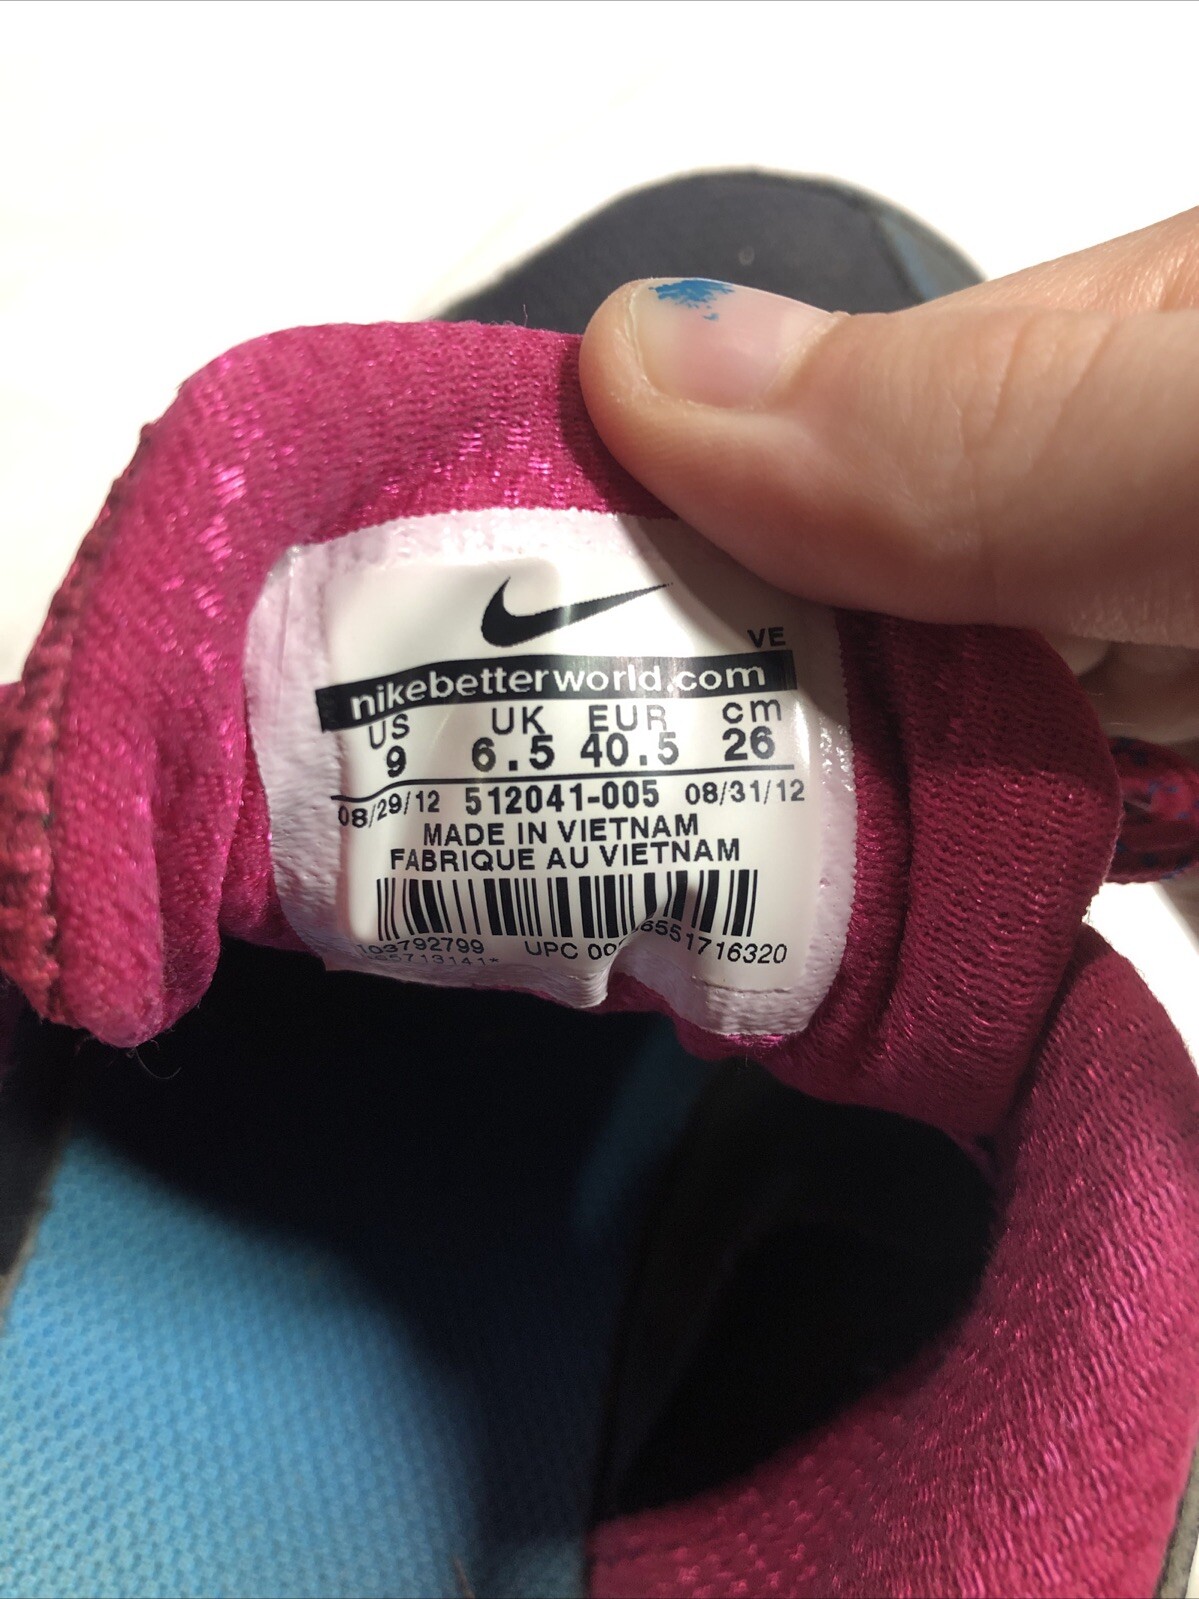 VE
nikebetterworld.com
US UK EUR cm
9 6.5 40.5 26
08/29/12 512041-005 08/31/12
MADE IN VIETNAM
FABRIQUE AU VIETNAM
UPC